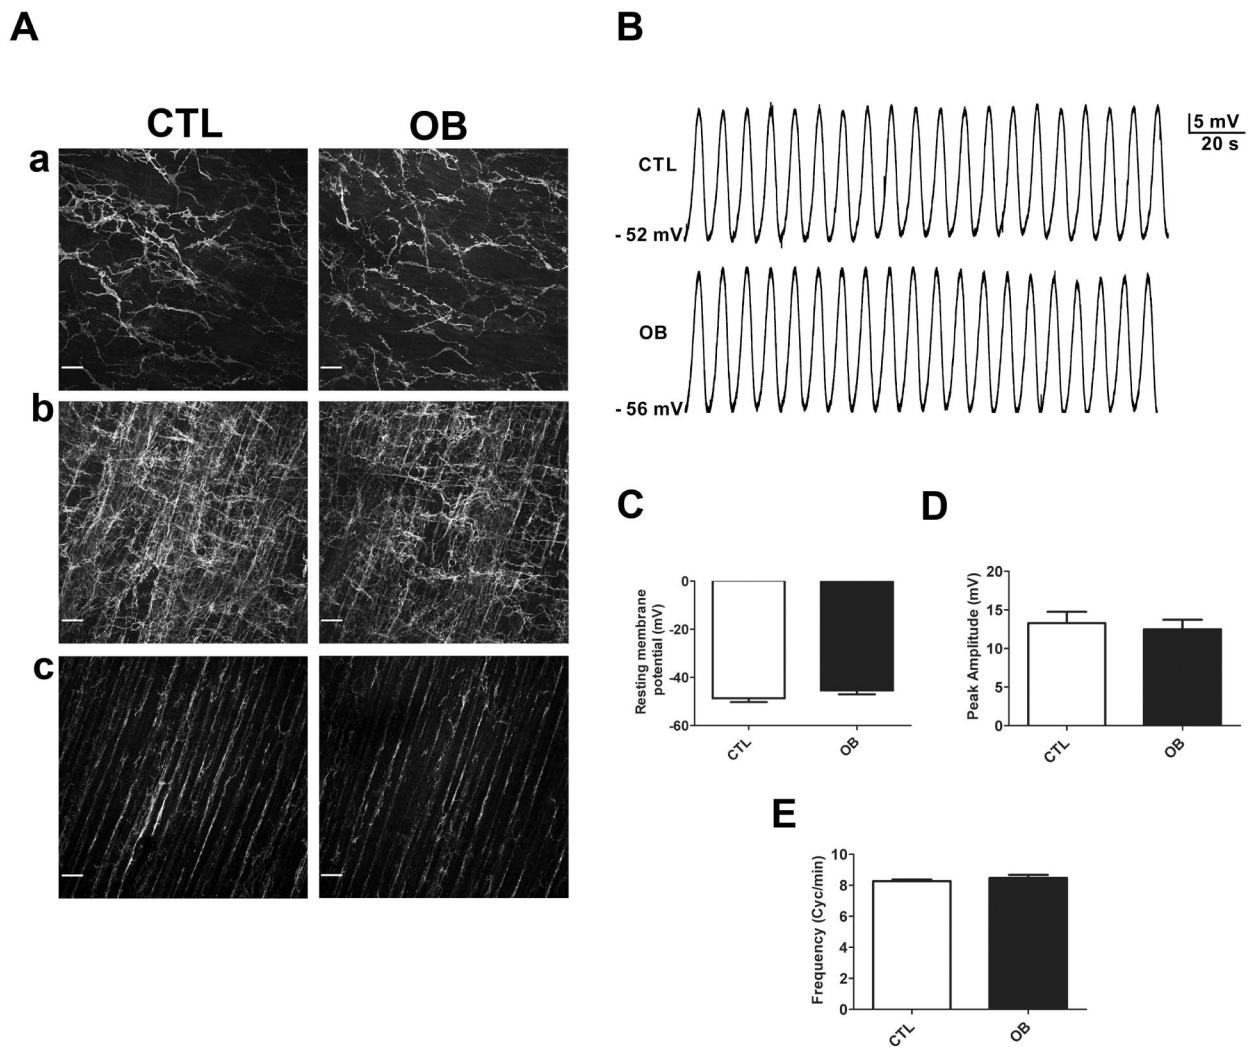 A
B
CTL
OB
a
b
c
CTL
- 52 mV
5 mV
20 s
OB
- 56 mV
C
Resting membrane
potential (mV)
0
-20
-40
-60
CTL
OB
D
Peak Amplitude (mV)
20
15
10
5
0
CTL
OB
E
Frequency (Cyc/min)
10
8
6
4
2
0
CTL
OB